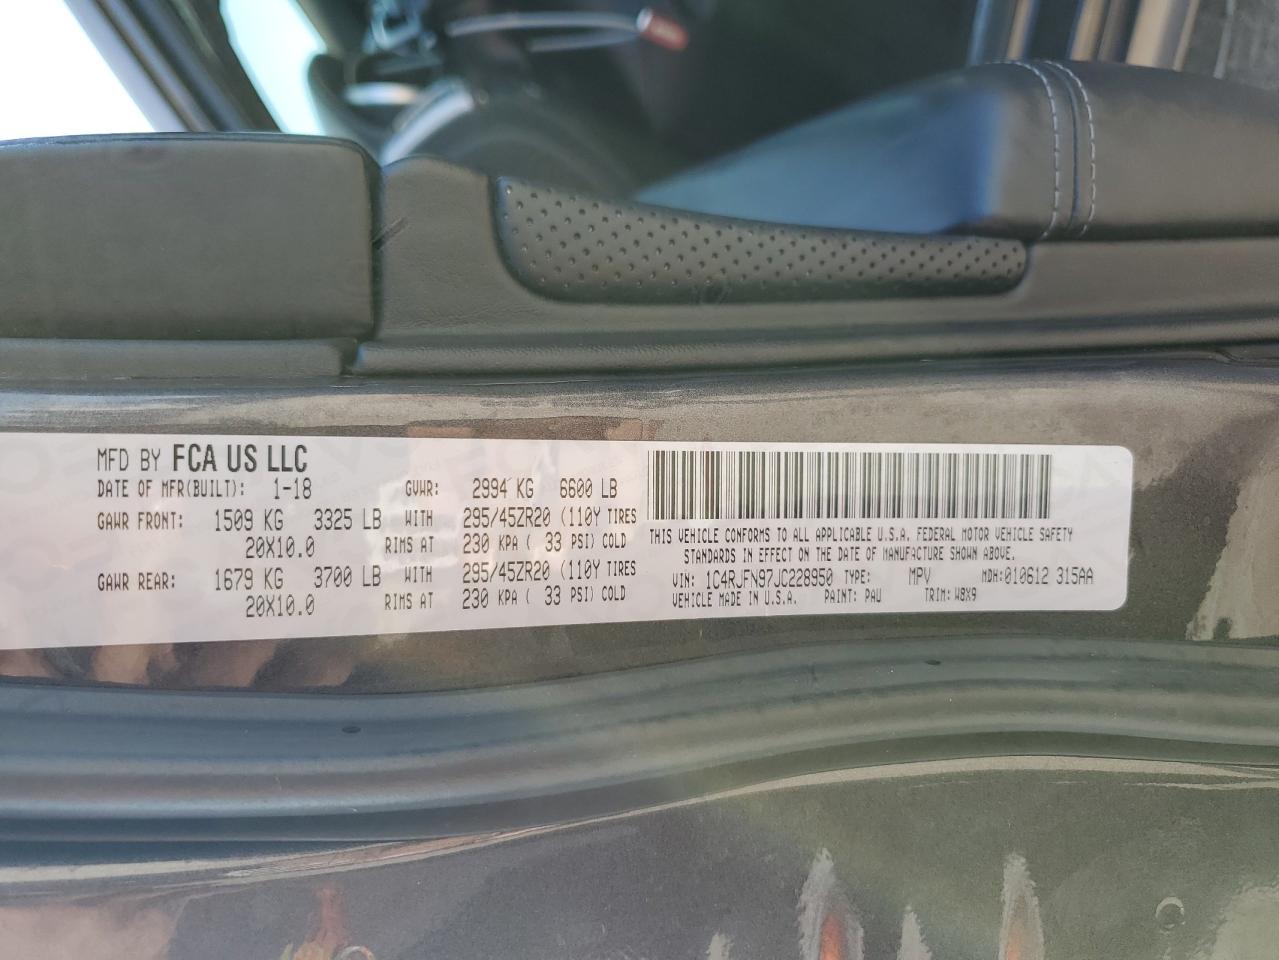 MFD BY FCA US LLC
DATE OF MFR(BUILT): 1-18 GVWR: 2994 KG 6600 LB
GAWR FRONT: 1509 KG 3325 LB WITH 295/45ZR20 (110Y TIRES
20X10.0 RIMS AT 230 KPA ( 33 PSI) COLD
GAWR REAR: 1679 KG 3700 LB WITH 295/45ZR20 (110Y TIRES
20X10.0 RIMS AT 230 KPA ( 33 PSI) COLD
THIS VEHICLE CONFORMS TO ALL APPLICABLE U.S.A. FEDERAL MOTOR VEHICLE SAFETY
STANDARDS IN EFFECT ON THE DATE OF MANUFACTURE SHOWN ABOVE.
VIN: 1C4RJFN97JC228950 TYPE: MPV MDH:010612 315AA
VEHICLE MADE IN U.S.A. PAINT: PAU TRIM: W8X9